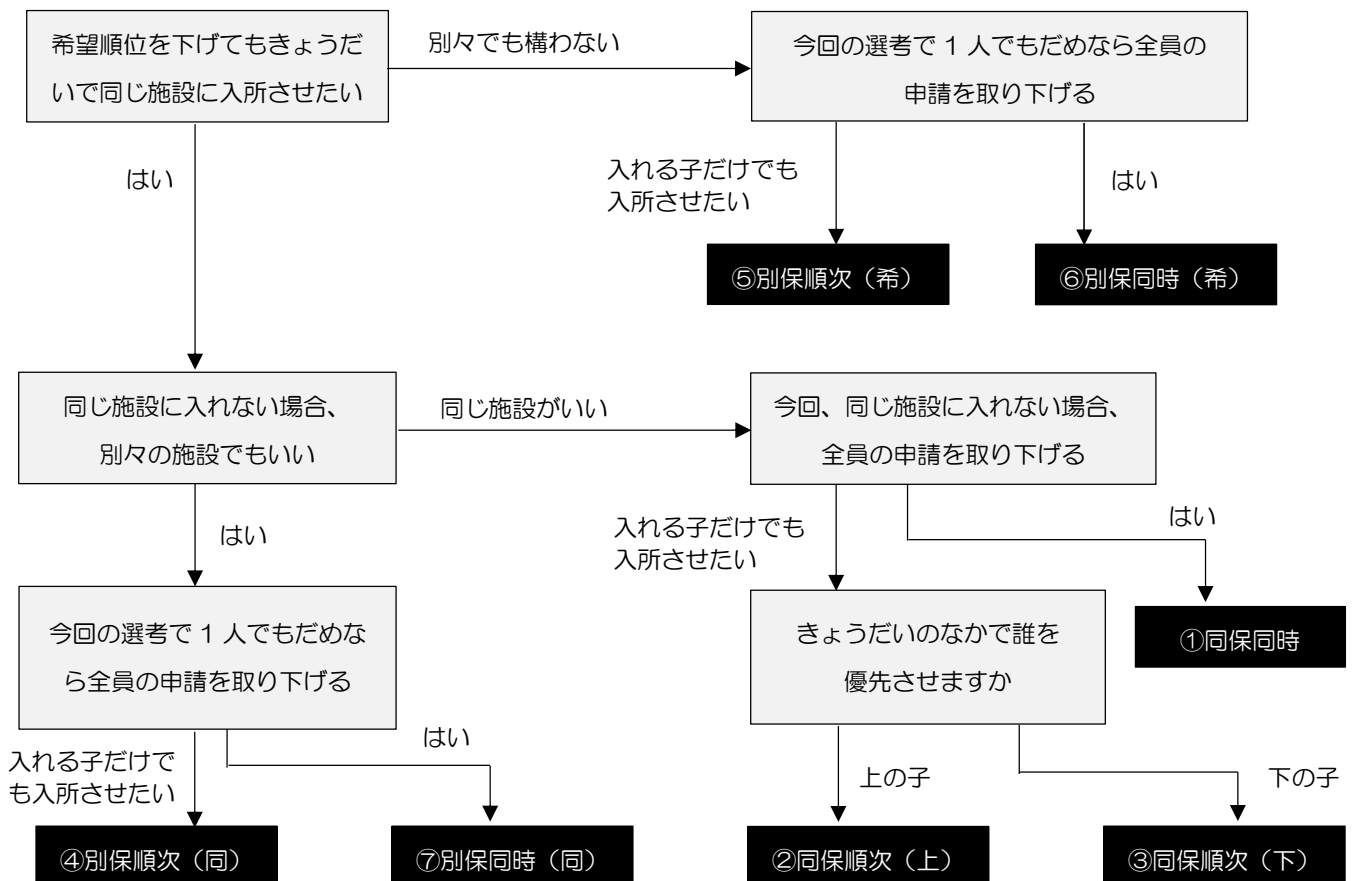 希望順位を下げてもきょうだ
いで同じ施設に入所させたい
別々でも構わない
今回の選考で 1 人でもだめなら全員の
申請を取り下げる
はい
入れる子だけでも
入所させたい
はい
⑤別保順次（希）
⑥別保同時（希）
同じ施設に入れない場合、
別々の施設でもいい
同じ施設がいい
今回、同じ施設に入れない場合、
全員の申請を取り下げる
はい
入れる子だけでも
入所させたい
はい
今回の選考で 1 人でもだめな
ら全員の申請を取り下げる
きょうだいのなかで誰を
優先させますか
①同保同時
入れる子だけで
も入所させたい
はい
上の子
下の子
④別保順次（同）
⑦別保同時（同）
②同保順次（上）
③同保順次（下）